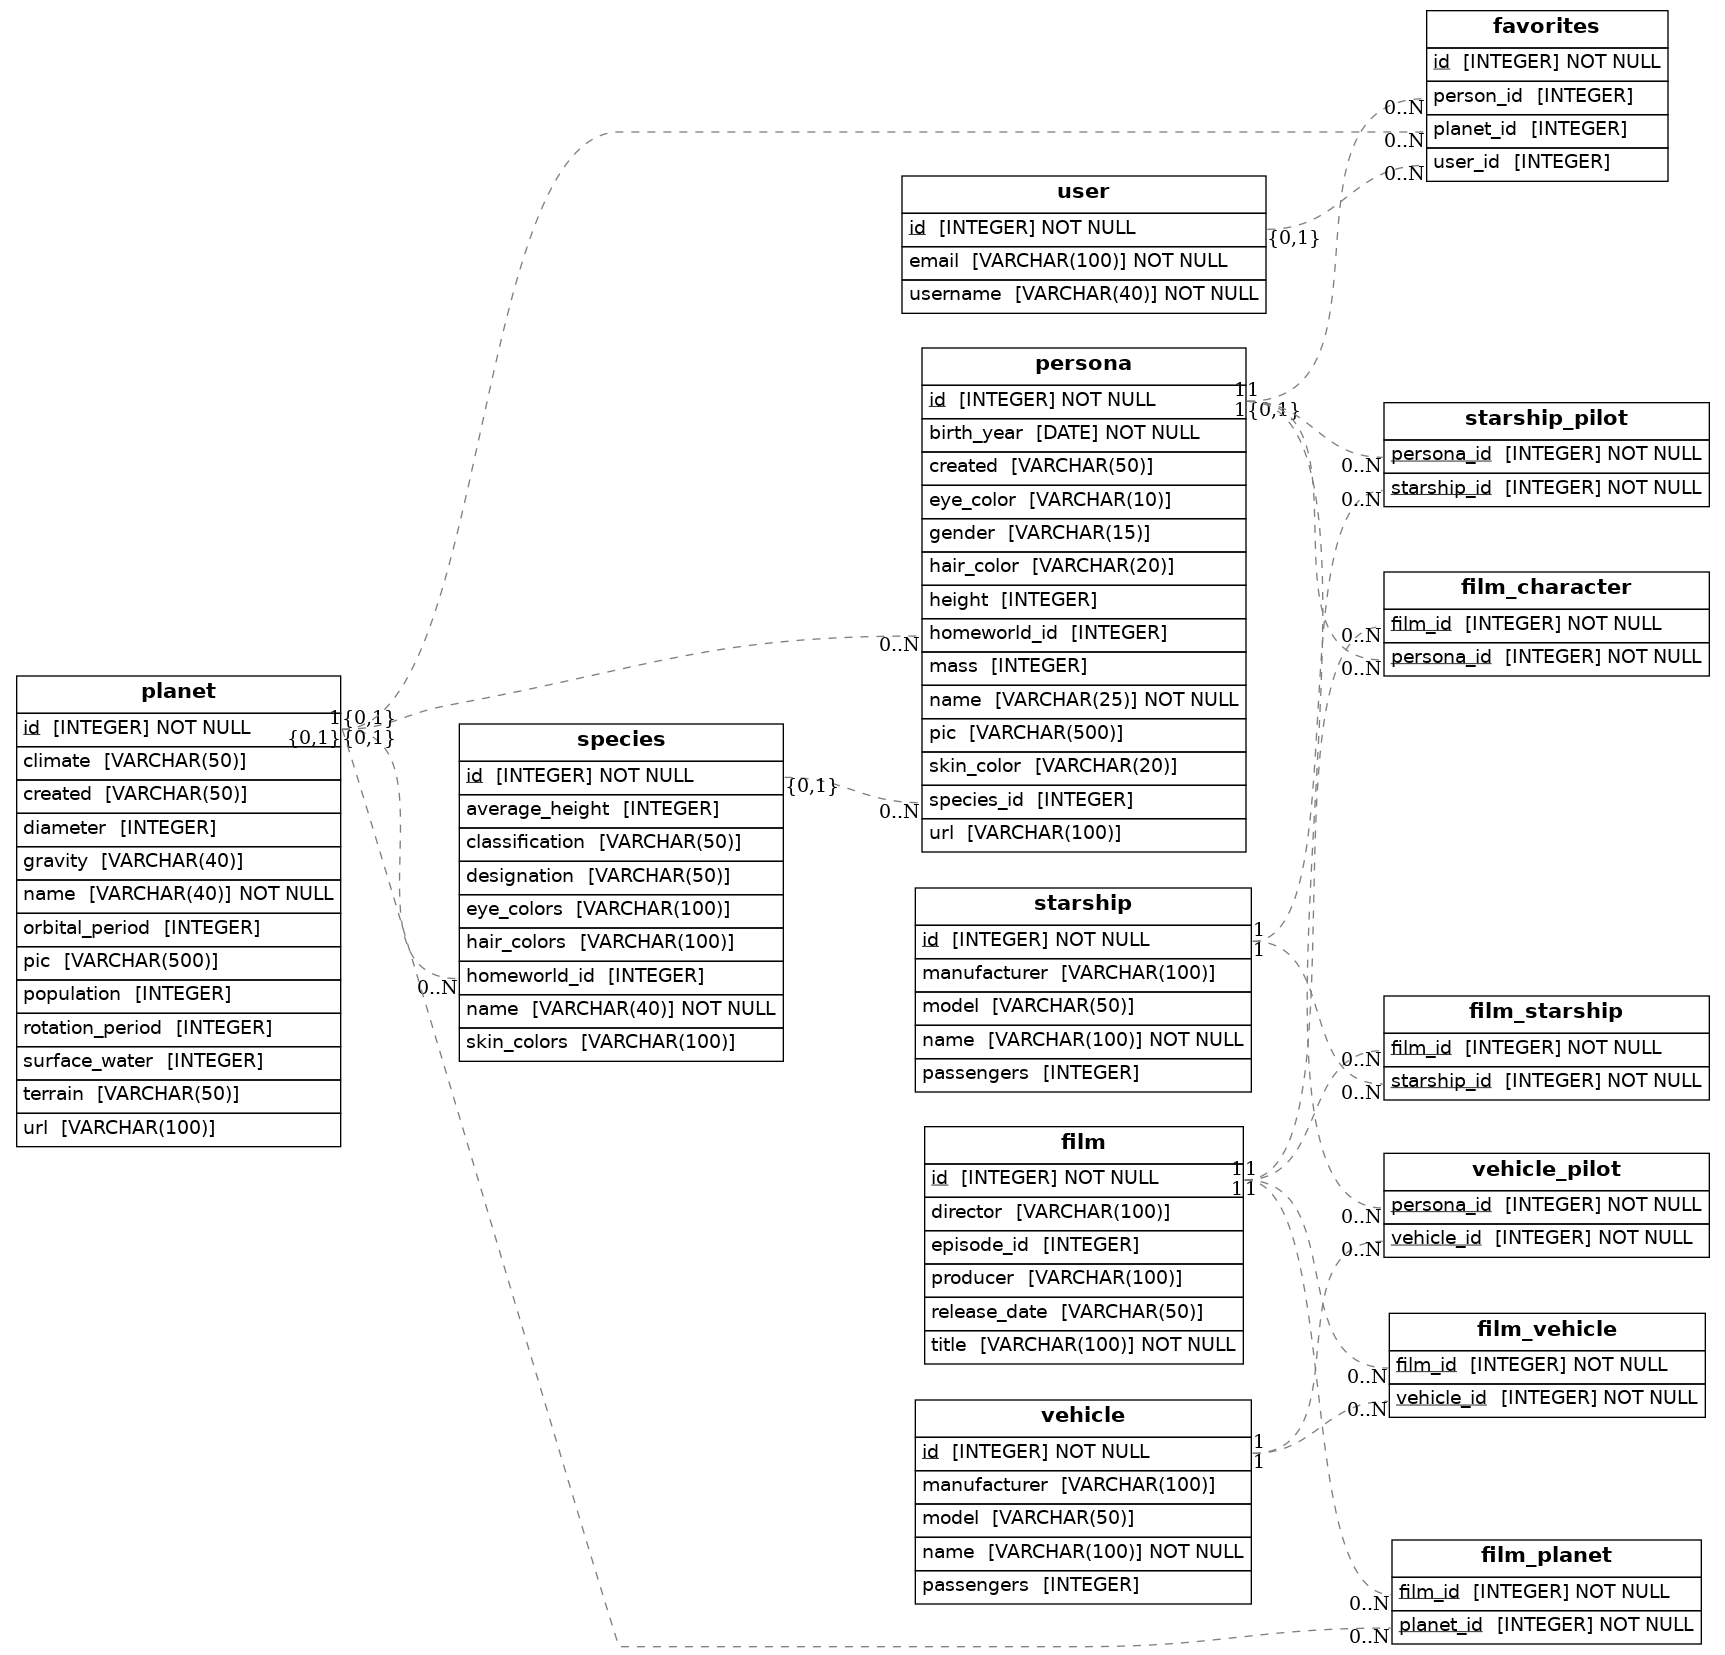 favorites
id [INTEGER] NOT NULL
person_id [INTEGER]
planet_id [INTEGER]
user_id [INTEGER]
0..N
0..N
0..N
user
id [INTEGER] NOT NULL
email [VARCHAR(100)] NOT NULL
username [VARCHAR(40)] NOT NULL
{0,1}
persona
id [INTEGER] NOT NULL
birth_year [DATE] NOT NULL
created [VARCHAR(50)]
eye_color [VARCHAR(10)]
gender [VARCHAR(15)]
hair_color [VARCHAR(20)]
height [INTEGER]
homeworld_id [INTEGER]
mass [INTEGER]
name [VARCHAR(25)] NOT NULL
pic [VARCHAR(500)]
skin_color [VARCHAR(20)]
species_id [INTEGER]
url [VARCHAR(100)]
11
1{0,1}
0..N
0..N
starship_pilot
persona_id [INTEGER] NOT NULL
starship_id [INTEGER] NOT NULL
0..N
0..N
film_character
film_id [INTEGER] NOT NULL
persona_id [INTEGER] NOT NULL
0..N
0..N
planet
id [INTEGER] NOT NULL
climate [VARCHAR(50)]
created [VARCHAR(50)]
diameter [INTEGER]
gravity [VARCHAR(40)]
name [VARCHAR(40)] NOT NULL
orbital_period [INTEGER]
pic [VARCHAR(500)]
population [INTEGER]
rotation_period [INTEGER]
surface_water [INTEGER]
terrain [VARCHAR(50)]
url [VARCHAR(100)]
1{0,1}
{0,1}{0,1}
species
id [INTEGER] NOT NULL
average_height [INTEGER]
classification [VARCHAR(50)]
designation [VARCHAR(50)]
eye_colors [VARCHAR(100)]
hair_colors [VARCHAR(100)]
homeworld_id [INTEGER]
name [VARCHAR(40)] NOT NULL
skin_colors [VARCHAR(100)]
{0,1}
0..N
starship
id [INTEGER] NOT NULL
manufacturer [VARCHAR(100)]
model [VARCHAR(50)]
name [VARCHAR(100)] NOT NULL
passengers [INTEGER]
1
1
film_starship
film_id [INTEGER] NOT NULL
starship_id [INTEGER] NOT NULL
0..N
0..N
film
id [INTEGER] NOT NULL
director [VARCHAR(100)]
episode_id [INTEGER]
producer [VARCHAR(100)]
release_date [VARCHAR(50)]
title [VARCHAR(100)] NOT NULL
11
11
vehicle_pilot
persona_id [INTEGER] NOT NULL
vehicle_id [INTEGER] NOT NULL
0..N
0..N
film_vehicle
film_id [INTEGER] NOT NULL
vehicle_id [INTEGER] NOT NULL
0..N
0..N
vehicle
id [INTEGER] NOT NULL
manufacturer [VARCHAR(100)]
model [VARCHAR(50)]
name [VARCHAR(100)] NOT NULL
passengers [INTEGER]
1
1
film_planet
film_id [INTEGER] NOT NULL
planet_id [INTEGER] NOT NULL
0..N
0..N